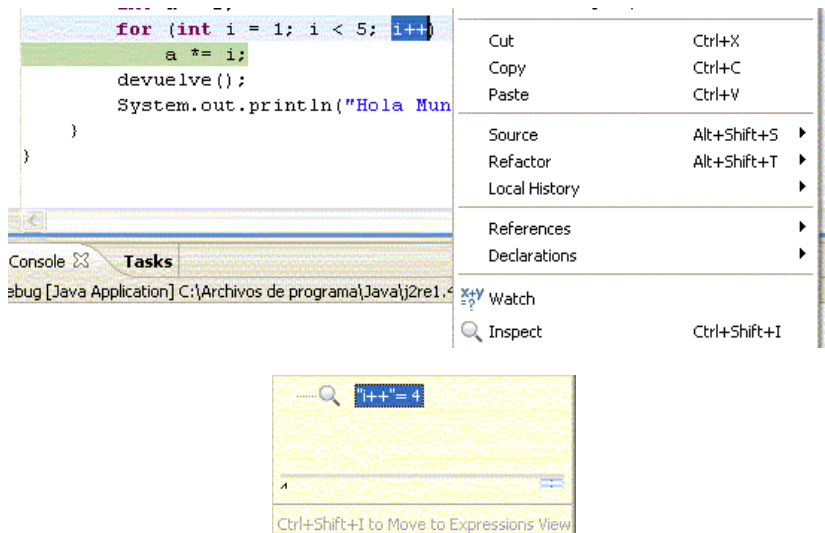 for (int i = 1; i < 5; i++)
a *= i;
devuelve();
System.out.println("Hola Mun
}
}
Console Tasks
ebug [Java Application] C:\Archivos de programa\Java\j2re1.4
Cut Ctrl+X
Copy Ctrl+C
Paste Ctrl+V
Source Alt+Shift+S
Refactor Alt+Shift+T
Local History
References
Declarations
x+y =? Watch
Inspect Ctrl+Shift+I
"i++"= 4
Ctrl+Shift+I to Move to Expressions View